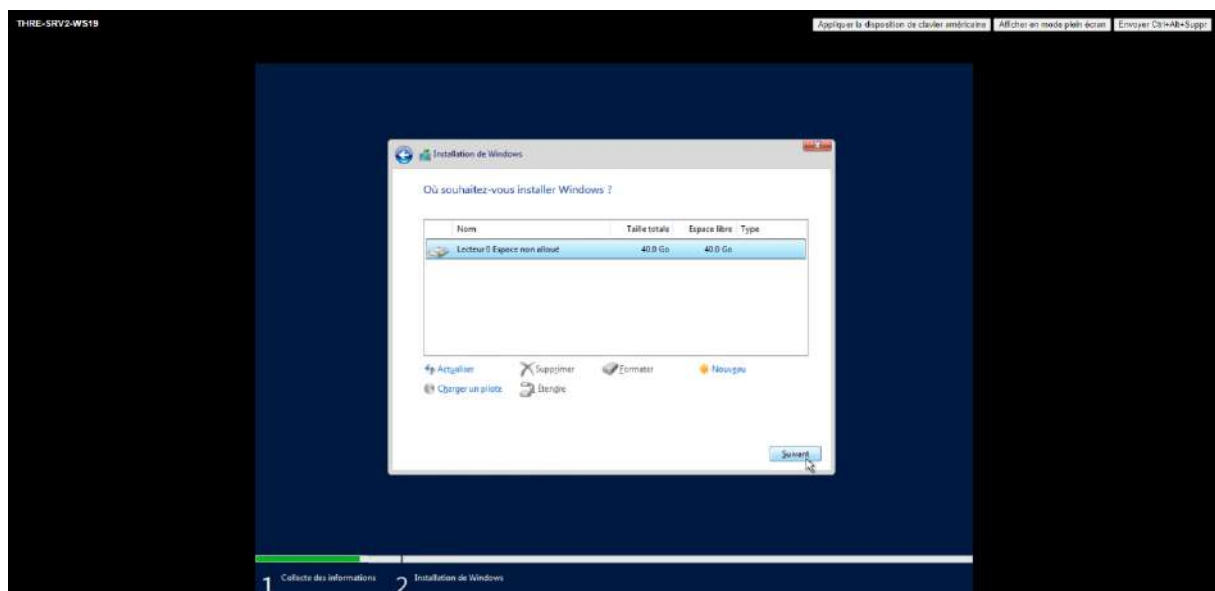 THRE-SRV2-WS19
Appliquer la disposition de clavier américaine Afficher en mode plein écran Envoyer Ctrl+Alt+Suppr
Installation de Windows
Où souhaitez-vous installer Windows ?
Nom Taille totale Espace libre Type
Lecteur 0 Espace non alloué 40.0 Go 40.0 Go
Actualiser Supprimer Formater Nouveau
Charger un pilote Étendre
Suivant
1 Collecte des informations 2 Installation de Windows